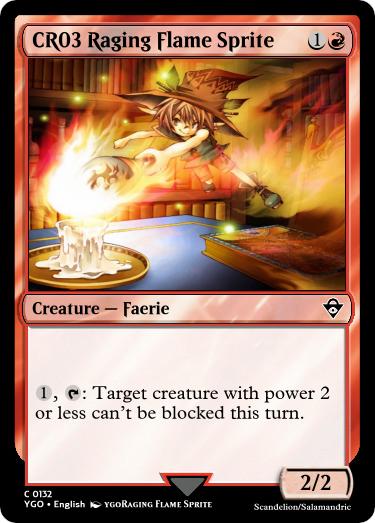 CR03 Raging Flame Sprite 1
Creature — Faerie
1, : Target creature with power 2
or less can't be blocked this turn.
2/2
C 0132
YGO • English YGORAGING FLAME SPRITE
Scandelion/Salamandric